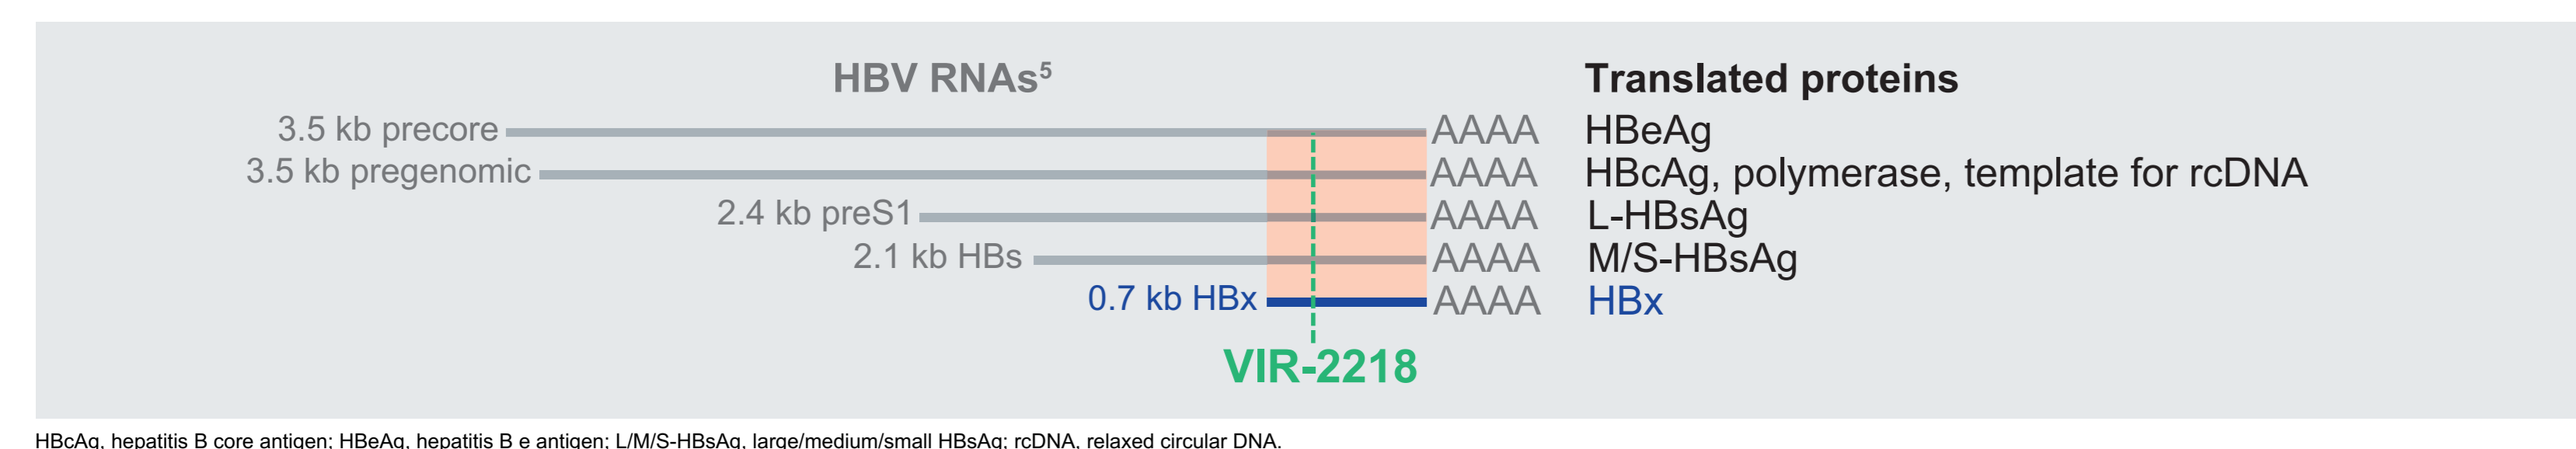 HBV RNAs⁵ Translated proteins
3.5 kb precore AAAA HBeAg
3.5 kb pregenomic AAAA HBcAg, polymerase, template for rcDNA
2.4 kb preS1 AAAA L-HBsAg
2.1 kb HBs AAAA M/S-HBsAg
0.7 kb HBx AAAA HBx
VIR-2218
HBcAg, hepatitis B core antigen; HBeAg, hepatitis B e antigen; L/M/S-HBsAg, large/medium/small HBsAg; rcDNA, relaxed circular DNA.